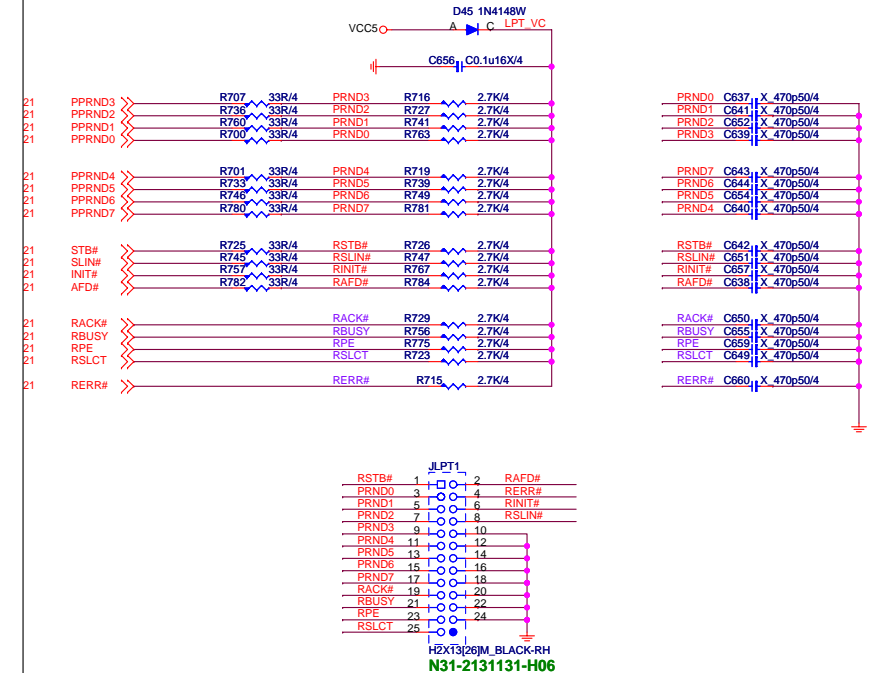 D45 1N4148W
VCC5 A C LPT_VC
C656 C0.1u16X/4
21 PPRND3 R707 33R/4 PRND3 R716 2.7K/4 PRND0 C637 X_470p50/4
21 PPRND2 R736 33R/4 PRND2 R727 2.7K/4 PRND1 C641 X_470p50/4
21 PPRND1 R760 33R/4 PRND1 R741 2.7K/4 PRND2 C652 X_470p50/4
21 PPRND0 R700 33R/4 PRND0 R763 2.7K/4 PRND3 C639 X_470p50/4
21 PPRND4 R701 33R/4 PRND4 R719 2.7K/4 PRND7 C643 X_470p50/4
21 PPRND5 R733 33R/4 PRND5 R739 2.7K/4 PRND6 C644 X_470p50/4
21 PPRND6 R746 33R/4 PRND6 R749 2.7K/4 PRND5 C654 X_470p50/4
21 PPRND7 R780 33R/4 PRND7 R781 2.7K/4 PRND4 C640 X_470p50/4
21 STB# R725 33R/4 RSTB# R726 2.7K/4 RSTB# C642 X_470p50/4
21 SLIN# R745 33R/4 RSLIN# R747 2.7K/4 RSLIN# C651 X_470p50/4
21 INIT# R757 33R/4 RINIT# R767 2.7K/4 RINIT# C657 X_470p50/4
21 AFD# R782 33R/4 RAFD# R784 2.7K/4 RAFD# C638 X_470p50/4
21 RACK# RACK# R729 2.7K/4 RACK# C650 X_470p50/4
21 RBUSY RBUSY R756 2.7K/4 RBUSY C655 X_470p50/4
21 RPE RPE R775 2.7K/4 RPE C659 X_470p50/4
21 RSLCT RSLCT R723 2.7K/4 RSLCT C649 X_470p50/4
21 RERR# RERR# R715 2.7K/4 RERR# C660 X_470p50/4
JLPT1
RSTB# 1 2 RAFD#
PRND0 3 4 RERR#
PRND1 5 6 RINIT#
PRND2 7 8 RSLIN#
PRND3 9 10
PRND4 11 12
PRND5 13 14
PRND6 15 16
PRND7 17 18
RACK# 19 20
RBUSY 21 22
RPE 23 24
RSLCT 25
H2X13[26]M_BLACK-RH
N31-2131131-H06